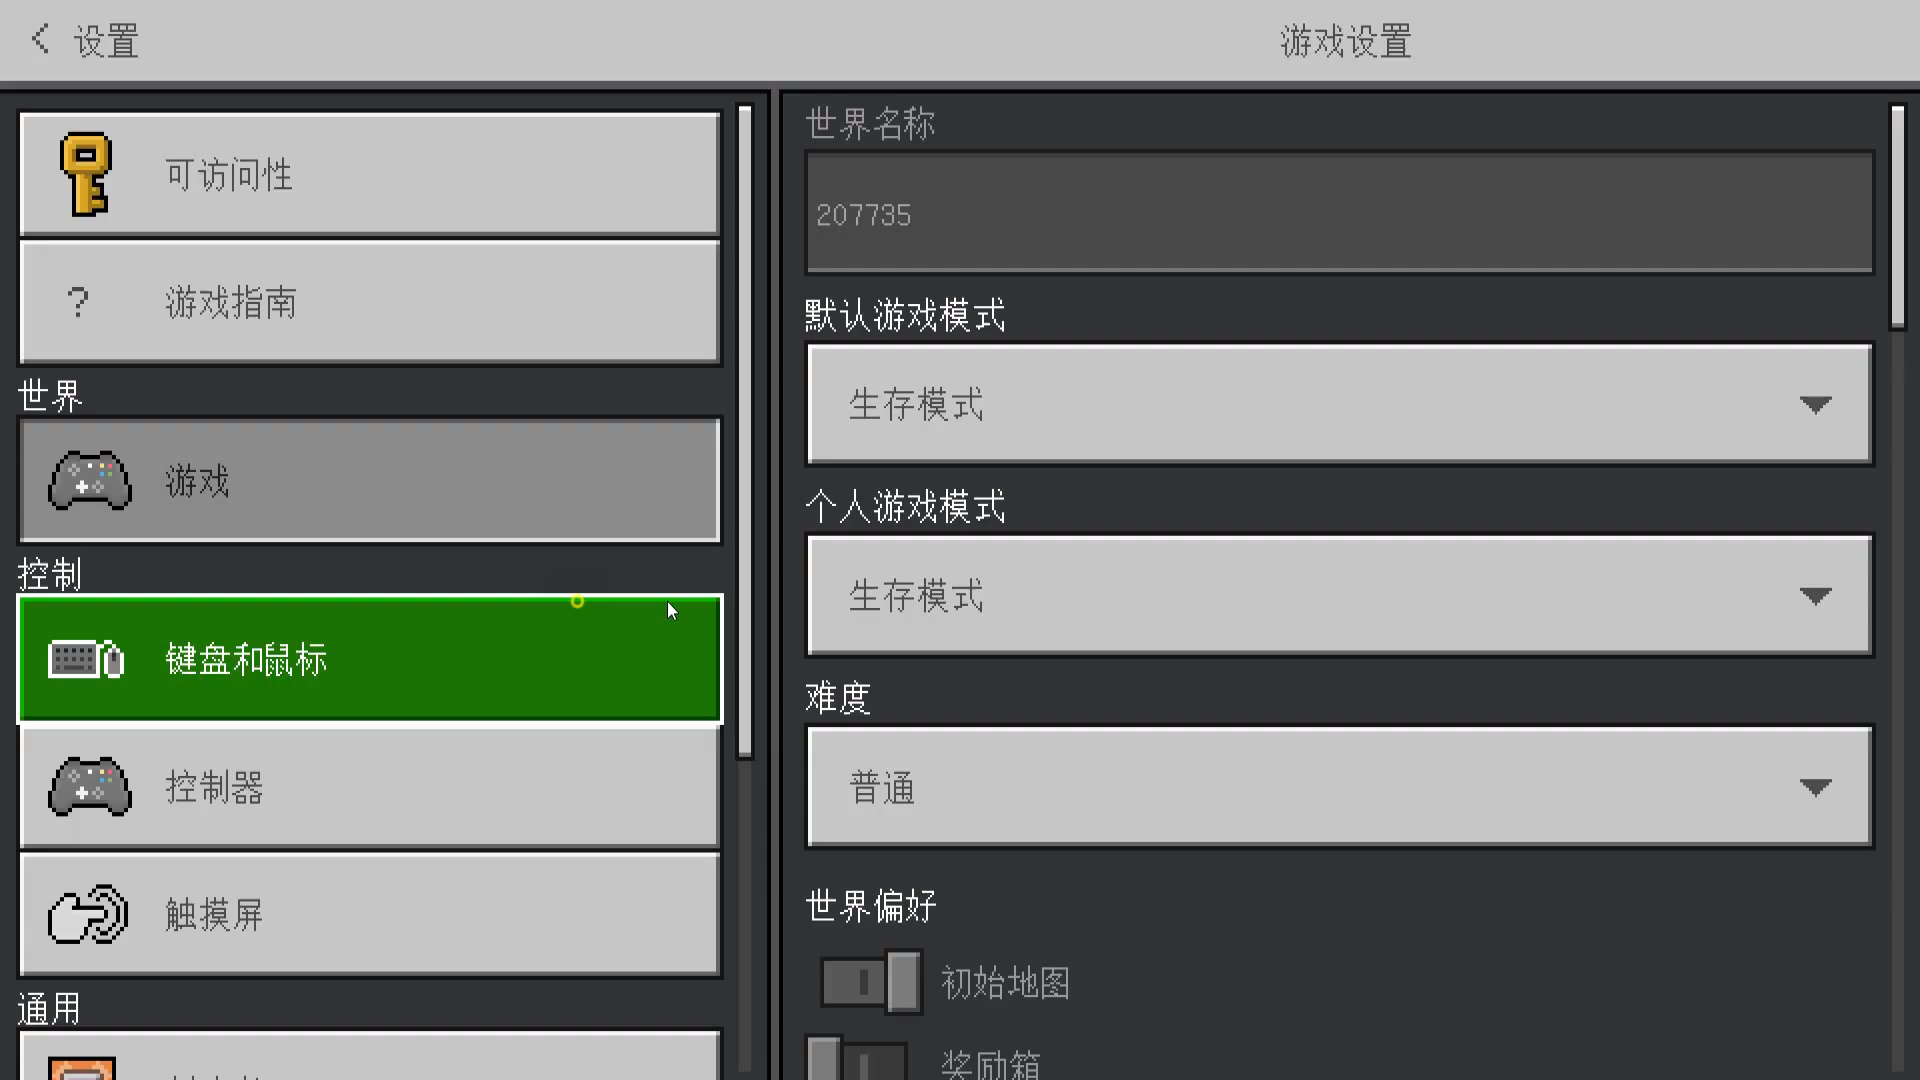 设置
游戏设置
可访问性
?
游戏指南
世界
游戏
控制
键盘和鼠标
控制器
触摸屏
通用
世界名称
207735
默认游戏模式
生存模式
个人游戏模式
生存模式
难度
普通
世界偏好
初始地图
奖励箱